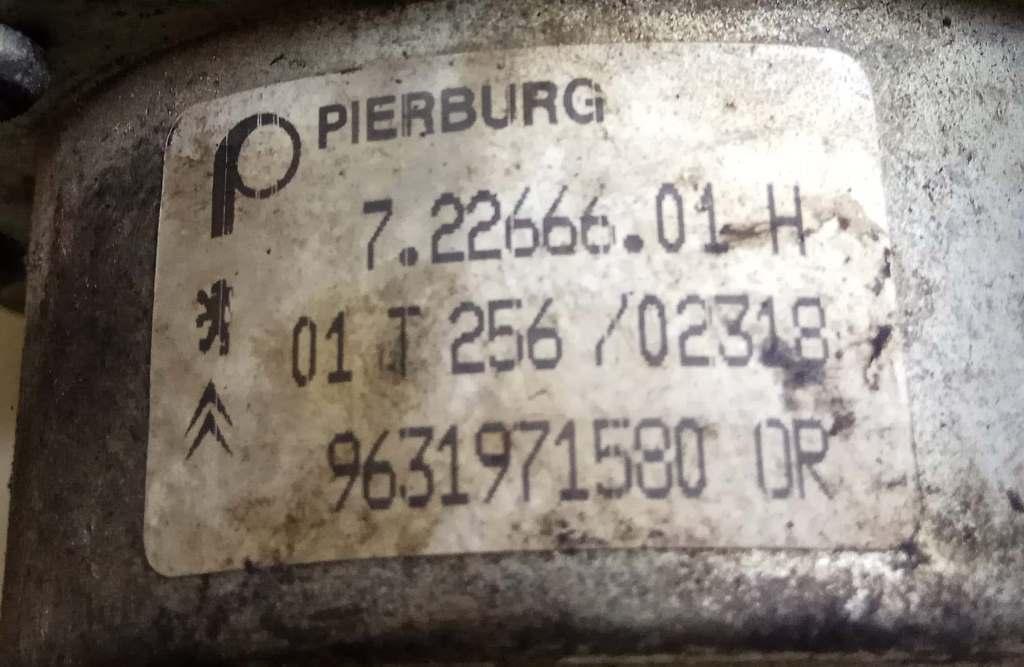 PIERBURG
7.22666.01 H
01 T 256 /02318
9631971580 OR